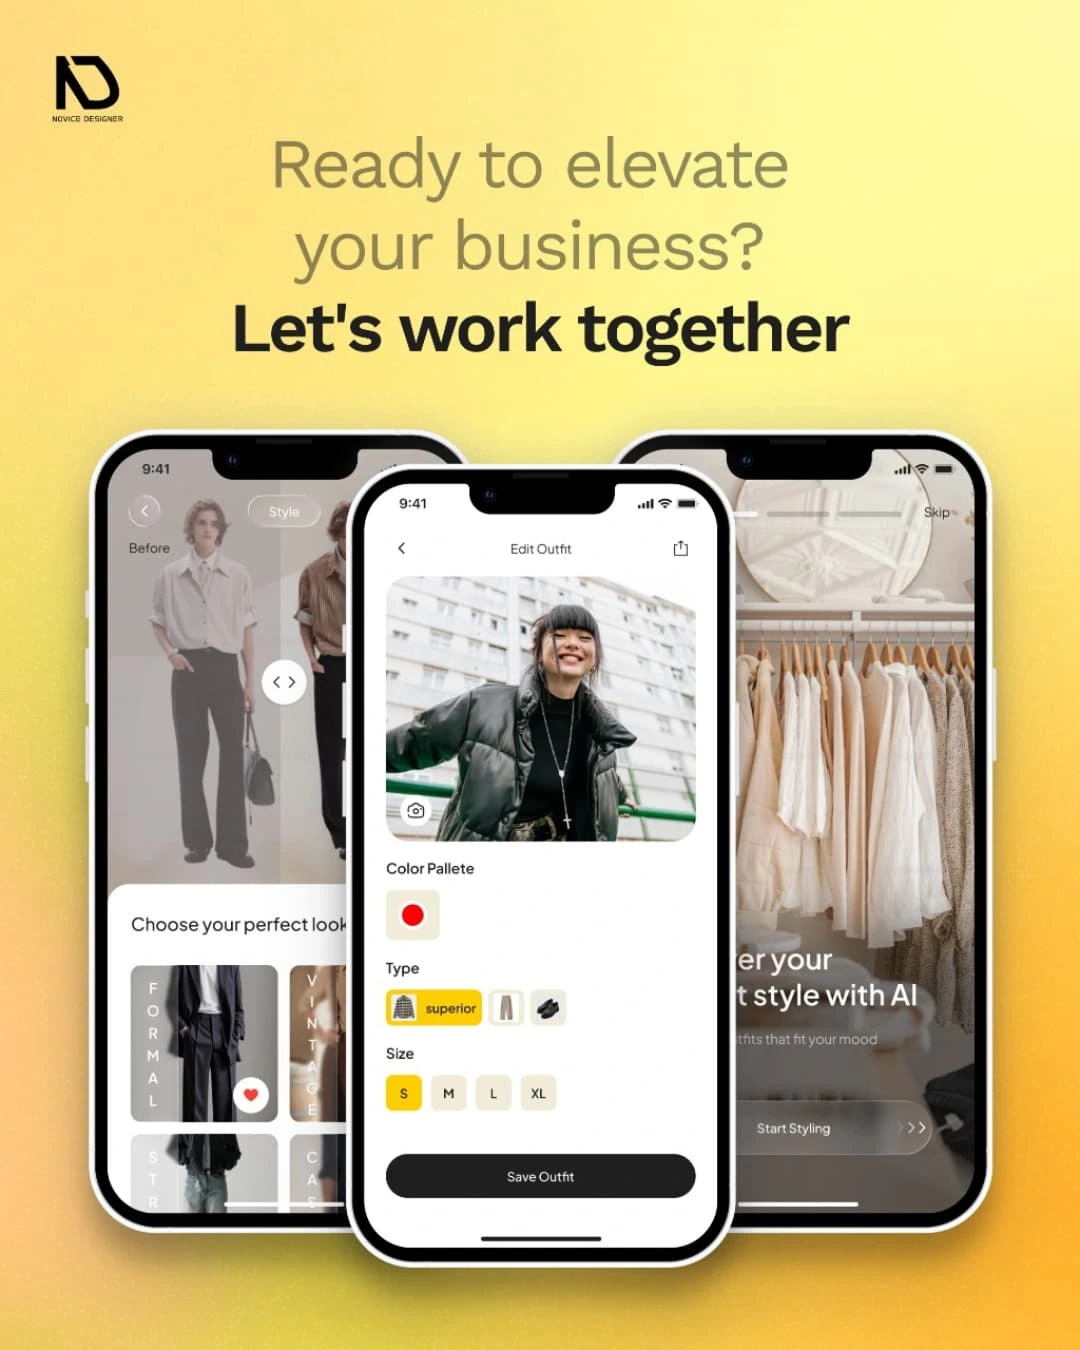 NOVICE DESIGNER
Ready to elevate
your business?
Let's work together
9:41
Style
Before
Choose your perfect look
FORMAL
VINTAGE
STR
CAS
9:41
Edit Outfit
Color Pallete
Type
superior
Size
S M L XL
Save Outfit
Skip
er your
t style with AI
tfits that fit your mood
Start Styling